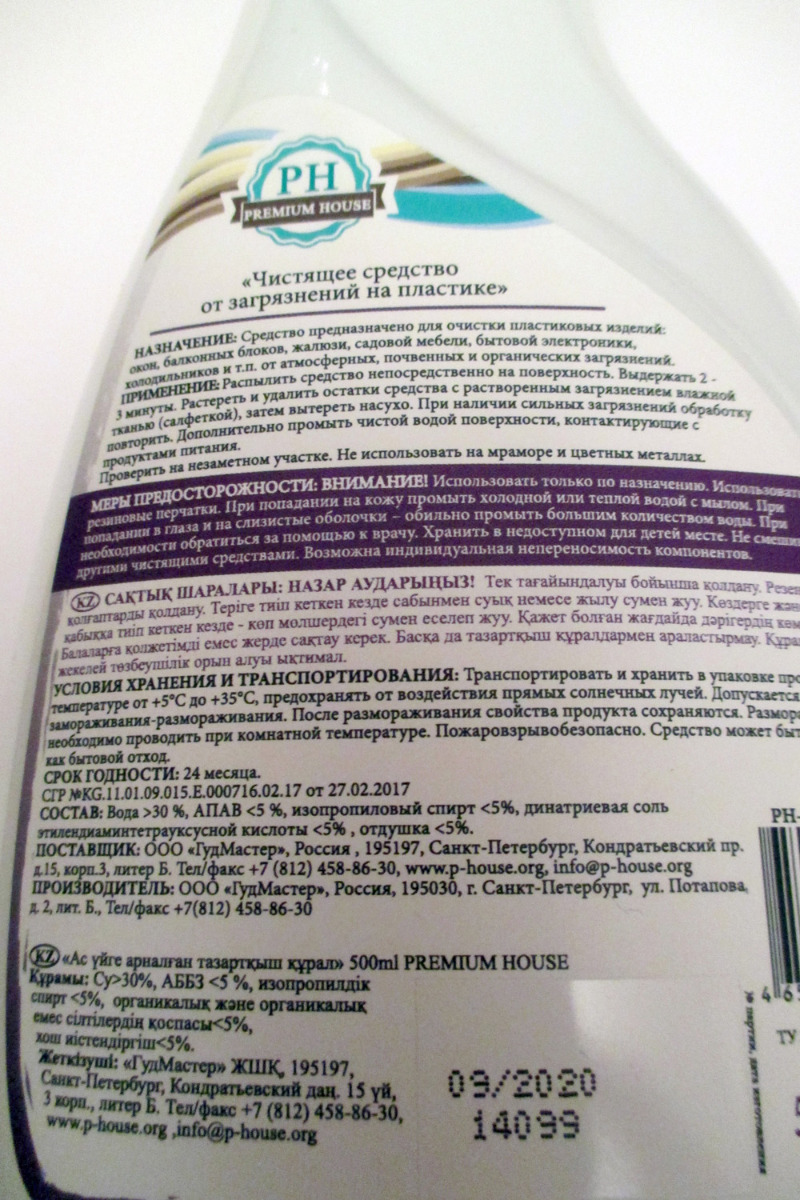 PH
PREMIUM HOUSE
«Чистящее средство
от загрязнений на пластике»
НАЗНАЧЕНИЕ: Средство предназначено для очистки пластиковых изделий:
окон, балконных блоков, жалюзи, садовой мебели, бытовой электроники,
холодильников и т.п. от атмосферных, почвенных и органических загрязнений.
ПРИМЕНЕНИЕ: Распылить средство непосредственно на поверхность. Выдержать 2 -
3 минуты. Растереть и удалить остатки средства с растворенным загрязнением влажной
тканью (салфеткой), затем вытереть насухо. При наличии сильных загрязнений обработку
повторить. Дополнительно промыть чистой водой поверхности, контактирующие с
продуктами питания.
Проверить на незаметном участке. Не использовать на мраморе и цветных металлах.
МЕРЫ ПРЕДОСТОРОЖНОСТИ: ВНИМАНИЕ! Использовать только по назначению. Использовать
резиновые перчатки. При попадании на кожу промыть холодной или теплой водой с мылом. При
попадании в глаза и на слизистые оболочки – обильно промыть большим количеством воды. При
необходимости обратиться за помощью к врачу. Хранить в недоступном для детей месте. Не
другими чистящими средствами. Возможна индивидуальная непереносимость компонентов.
KZ САҚТЫҚ ШАРАЛАРЫ: НАЗАР АУДАРЫҢЫЗ! Тек тағайындалуы бойынша қолдану.
қолғаптарды қолдану. Теріге тиіп кеткен кезде сабынмен суық немесе жылу сумен жуу. Көздерге
қабыққа тиіп кеткен кезде - көп мөлшердегі сумен еселеп жуу. Қажет болған жағдайда дәрігердің
Балаларға қолжетімді емес жерде сақтау керек. Басқа да тазартқыш құралдармен араластырмау.
жекелей төзбеушілік орын алуы ықтимал.
УСЛОВИЯ ХРАНЕНИЯ И ТРАНСПОРТИРОВАНИЯ: Транспортировать и хранить в упаковке
температуре от +5°С до +35°С, предохранять от воздействия прямых солнечных лучей. Допускается
замораживания-размораживания. После размораживания свойства продукта сохраняются.
необходимо проводить при комнатной температуре. Пожаровзрывобезопасно. Средство может
как бытовой отход.
СРОК ГОДНОСТИ: 24 месяца.
СГР №KG.11.01.09.015.Е.000716.02.17 от 27.02.2017
СОСТАВ: Вода >30 %, АПАВ <5 %, изопропиловый спирт <5%, динатриевая соль
этилендиаминтетрауксусной кислоты <5% , отдушка <5%.
ПОСТАВЩИК: ООО «ГудМастер», Россия , 195197, Санкт-Петербург, Кондратьевский пр.
д.15, корп.3, литер Б. Тел/факс +7 (812) 458-86-30, www.p-house.org, info@p-house.org
ПРОИЗВОДИТЕЛЬ: ООО «ГудМастер», Россия, 195030, г. Санкт-Петербург, ул. Потапова,
д. 2, лит. Б., Тел/факс +7(812) 458-86-30
PH-
KZ «Ас үйге арналған тазартқыш құрал» 500ml PREMIUM HOUSE
Құрамы: Су>30%, АББЗ <5 %, изопропилдік
спирт <5%, органикалық және органикалық
емес сілтілердің қоспасы<5%,
хош иістендіргіш<5%.
Жеткізуші: «ГудМастер» ЖШҚ, 195197,
Санкт-Петербург, Кондратьевский даң. 15 үй,
3 корп., литер Б. Тел/факс +7 (812) 458-86-30,
www.p-house.org ,info@p-house.org
09/2020
14099
ТУ